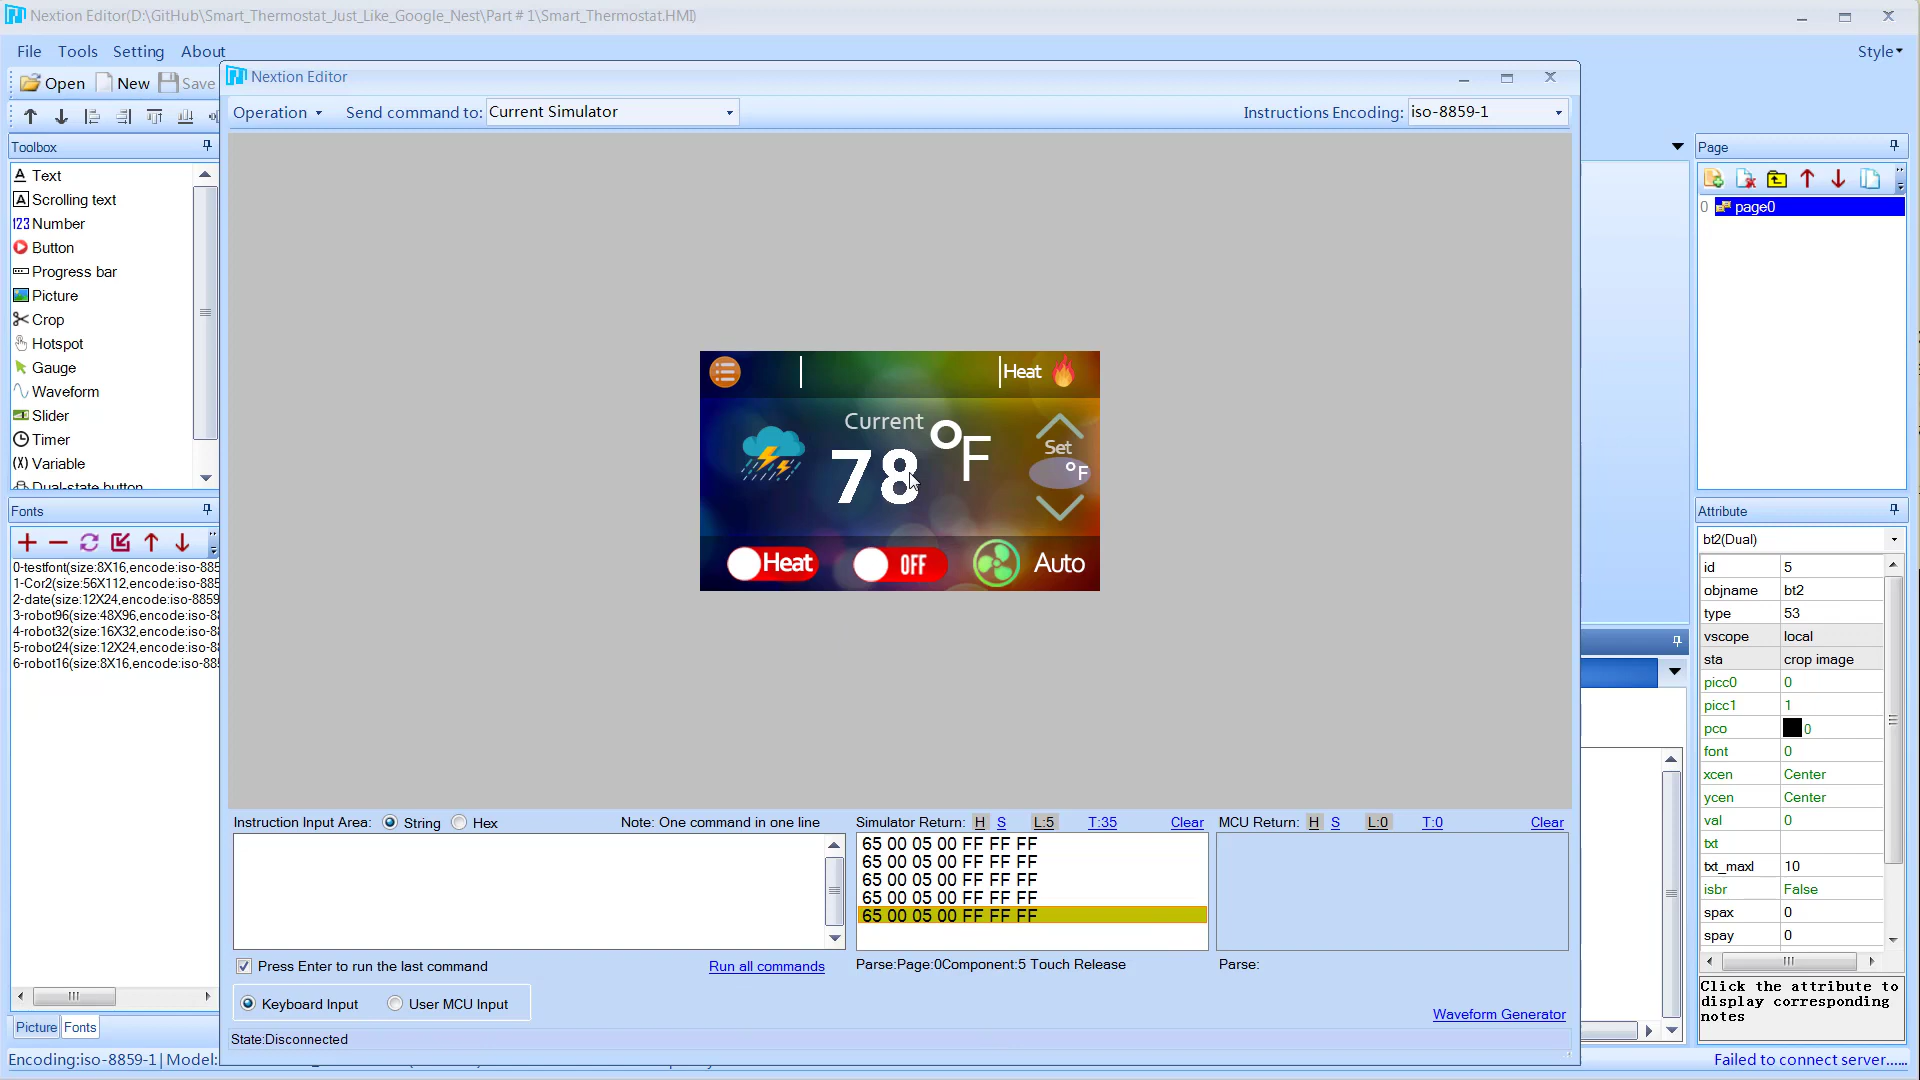 Nextion Editor(D:\GitHub\Smart_Thermostat_Just_Like_Google_Nest\Part # 1\Smart_Thermostat.HMI)
File Tools Setting About Style
Open New Save
Nextion Editor
Operation Send command to: Current Simulator Instructions Encoding: iso-8859-1
Toolbox
Text
Scrolling text
123 Number
Button
Progress bar
Picture
Crop
Hotspot
Gauge
Waveform
Slider
Timer
(X) Variable
Dual-state button
Fonts
0-testfont(size:8X16,encode:iso-885
1-Cor2(size:56X112,encode:iso-88
2-date(size:12X24,encode:iso-8859
3-robot96(size:48X96,encode:iso-88
4-robot32(size:16X32,encode:iso-88
5-robot24(size:12X24,encode:iso-88
6-robot16(size:8X16,encode:iso-885
Picture Fonts
Encoding:iso-8859-1| Model:
Heat
Current
78 °F
Set
°F
Heat OFF Auto
Instruction Input Area: String Hex Note: One command in one line
Press Enter to run the last command Run all commands
Keyboard Input User MCU Input
State:Disconnected
Simulator Return: H S L:5 T:35 Clear
65 00 05 00 FF FF FF
65 00 05 00 FF FF FF
65 00 05 00 FF FF FF
65 00 05 00 FF FF FF
65 00 05 00 FF FF FF
Parse:Page:0Component:5 Touch Release
MCU Return: H S L:0 T:0 Clear
Parse:
Waveform Generator
Page
0 page0
Attribute
bt2(Dual)
id 5
objname bt2
type 53
vscope local
sta crop image
picc0 0
picc1 1
pco 0
font 0
xcen Center
ycen Center
val 0
txt
txt_maxl 10
isbr False
spax 0
spay 0
Click the attribute to
display corresponding
notes
Failed to connect server......